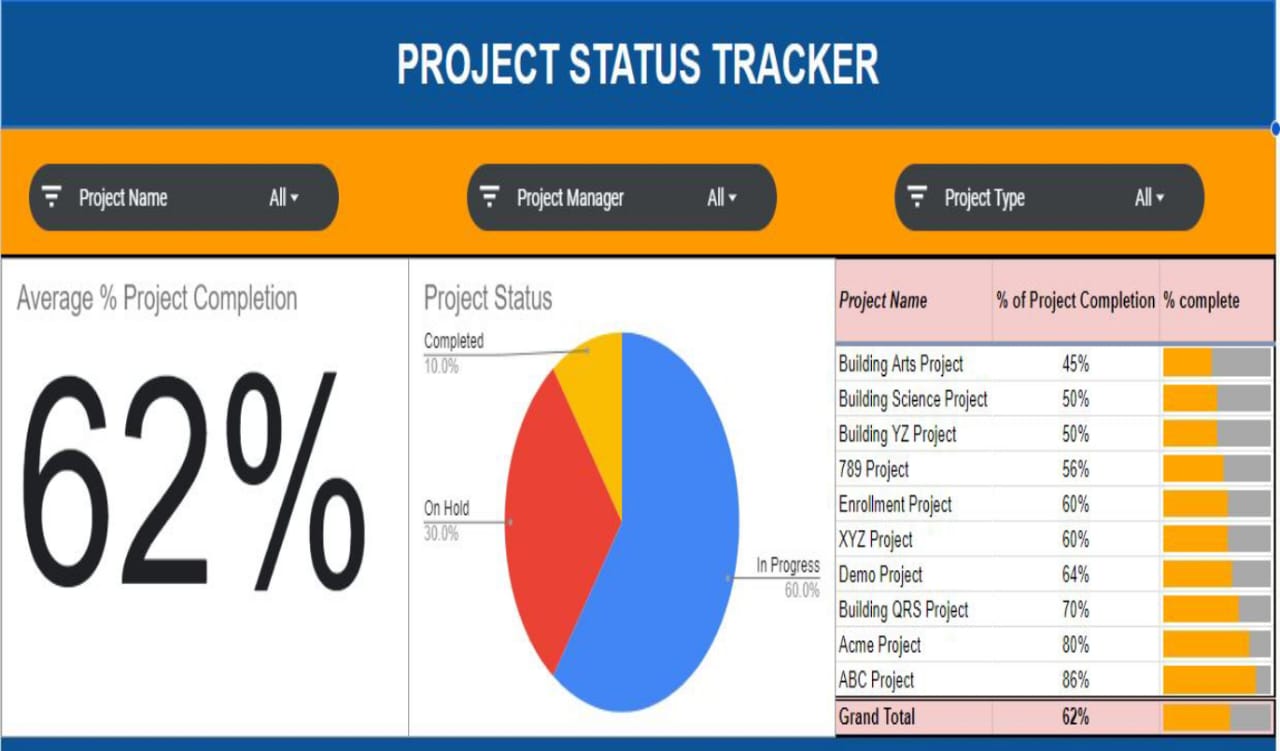 PROJECT STATUS TRACKER
Project Name All
Project Manager All
Project Type All
Average % Project Completion
62%
Project Status
Completed
10.0%
On Hold
30.0%
In Progress
60.0%
Project Name % of Project Completion % complete
Building Arts Project 45%
Building Science Project 50%
Building YZ Project 50%
789 Project 56%
Enrollment Project 60%
XYZ Project 60%
Demo Project 64%
Building QRS Project 70%
Acme Project 80%
ABC Project 86%
Grand Total 62%